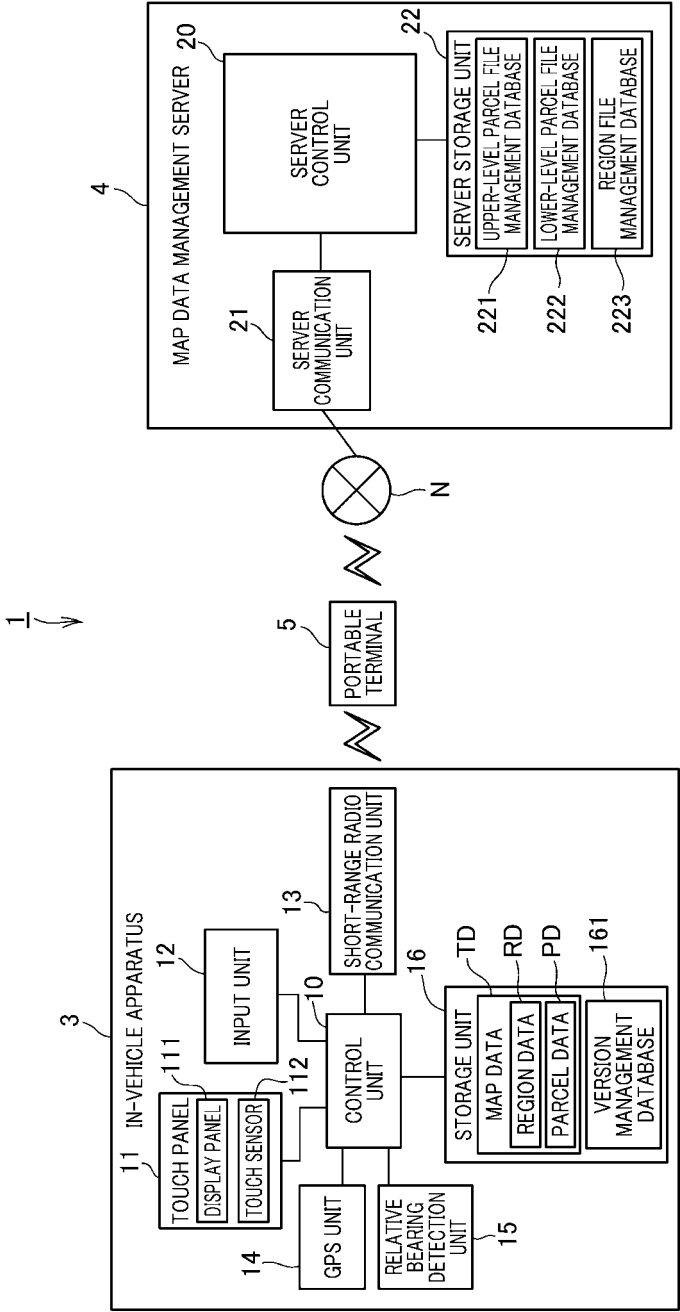 1
3
IN-VEHICLE APPARATUS
11
TOUCH PANEL
111
DISPLAY PANEL
112
TOUCH SENSOR
12
INPUT UNIT
13
SHORT-RANGE RADIO
COMMUNICATION UNIT
10
CONTROL
UNIT
14
GPS UNIT
15
RELATIVE
BEARING
DETECTION
UNIT
16
STORAGE UNIT
TD
MAP DATA
RD
REGION DATA
PD
PARCEL DATA
161
VERSION
MANAGEMENT
DATABASE
5
PORTABLE
TERMINAL
N
4
MAP DATA MANAGEMENT SERVER
21
SERVER
COMMUNICATION
UNIT
20
SERVER
CONTROL
UNIT
22
SERVER STORAGE UNIT
UPPER-LEVEL PARCEL FILE
MANAGEMENT DATABASE
221
LOWER-LEVEL PARCEL FILE
MANAGEMENT DATABASE
222
REGION FILE
MANAGEMENT DATABASE
223